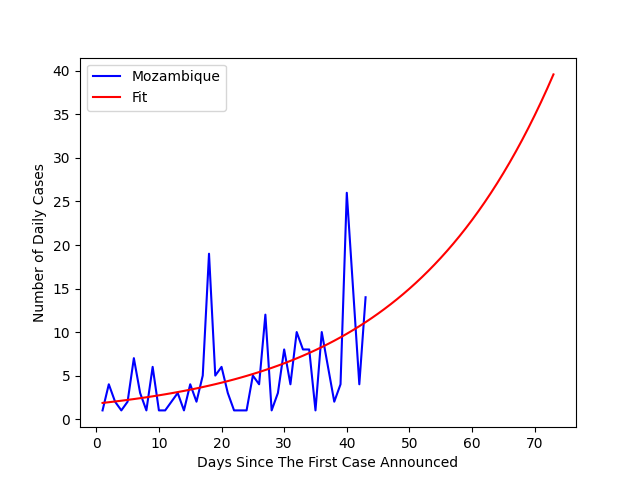 Mozambique
Fit
40
35
30
25
20
15
10
5
0
Number of Daily Cases
0 10 20 30 40 50 60 70
Days Since The First Case Announced